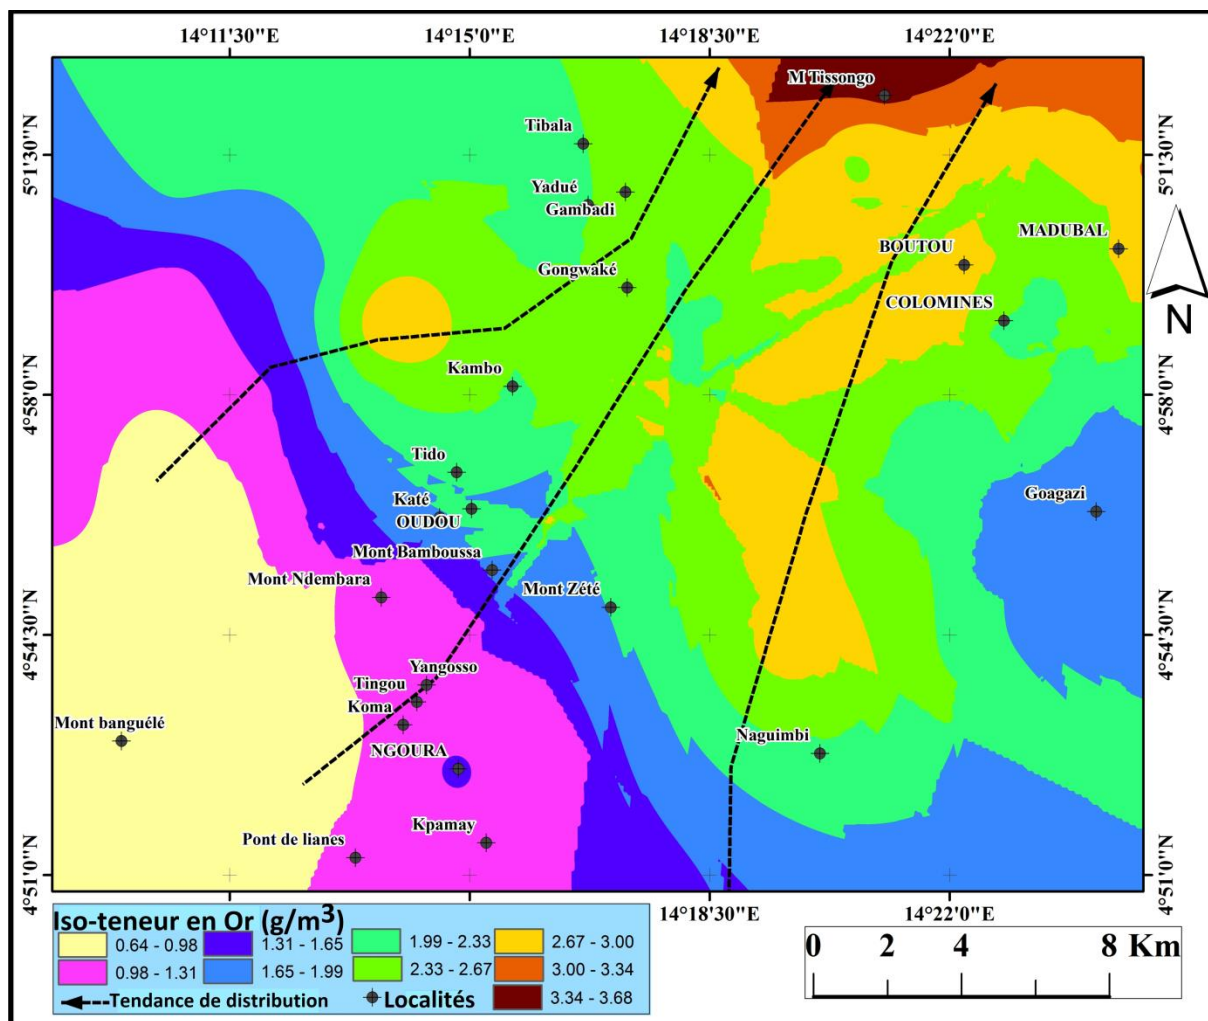 14°11'30"E 14°15'0"E 14°18'30"E 14°22'0"E
M Tissongo
Tibala
5°1'30"N 5°1'30"N
Yadué
Gambadi
MADUBAL
BOUTOU
Gongwaké
COLOMINES
N
Kambo
4°58'0"N 4°58'0"N
Tido
Goagazi
Katé
OUDOU
Mont Bamboussa
Mont Ndembara
Mont Zété
4°54'30"N 4°54'30"N
Yangosso
Tingou
Koma
Mont banguélé
Naguimbi
NGOURA
Kpamay
Pont de lianes
4°51'0"N 4°51'0"N
14°11'30"E 14°15'0"E 14°18'30"E 14°22'0"E
Iso-teneur en Or (g/m³)
0.64 - 0.98 1.31 - 1.65 1.99 - 2.33 2.67 - 3.00
0.98 - 1.31 1.65 - 1.99 2.33 - 2.67 3.00 - 3.34
Tendance de distribution Localités 3.34 - 3.68
0 2 4 8 Km